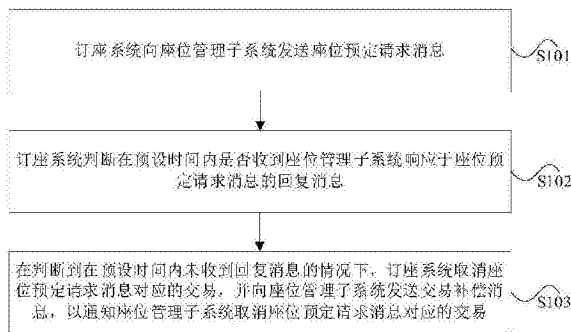 订座系统向座位管理子系统发送座位预定请求消息
S101
订座系统判断在预设时间内是否收到座位管理子系统响应于座位预
定请求消息的回复消息
S102
在判断到在预设时间内未收到回复消息的情况下，订座系统取消座
位预定请求消息对应的交易，并向座位管理子系统发送交易补偿消
息，以通知座位管理子系统取消座位预定请求消息对应的交易
S103